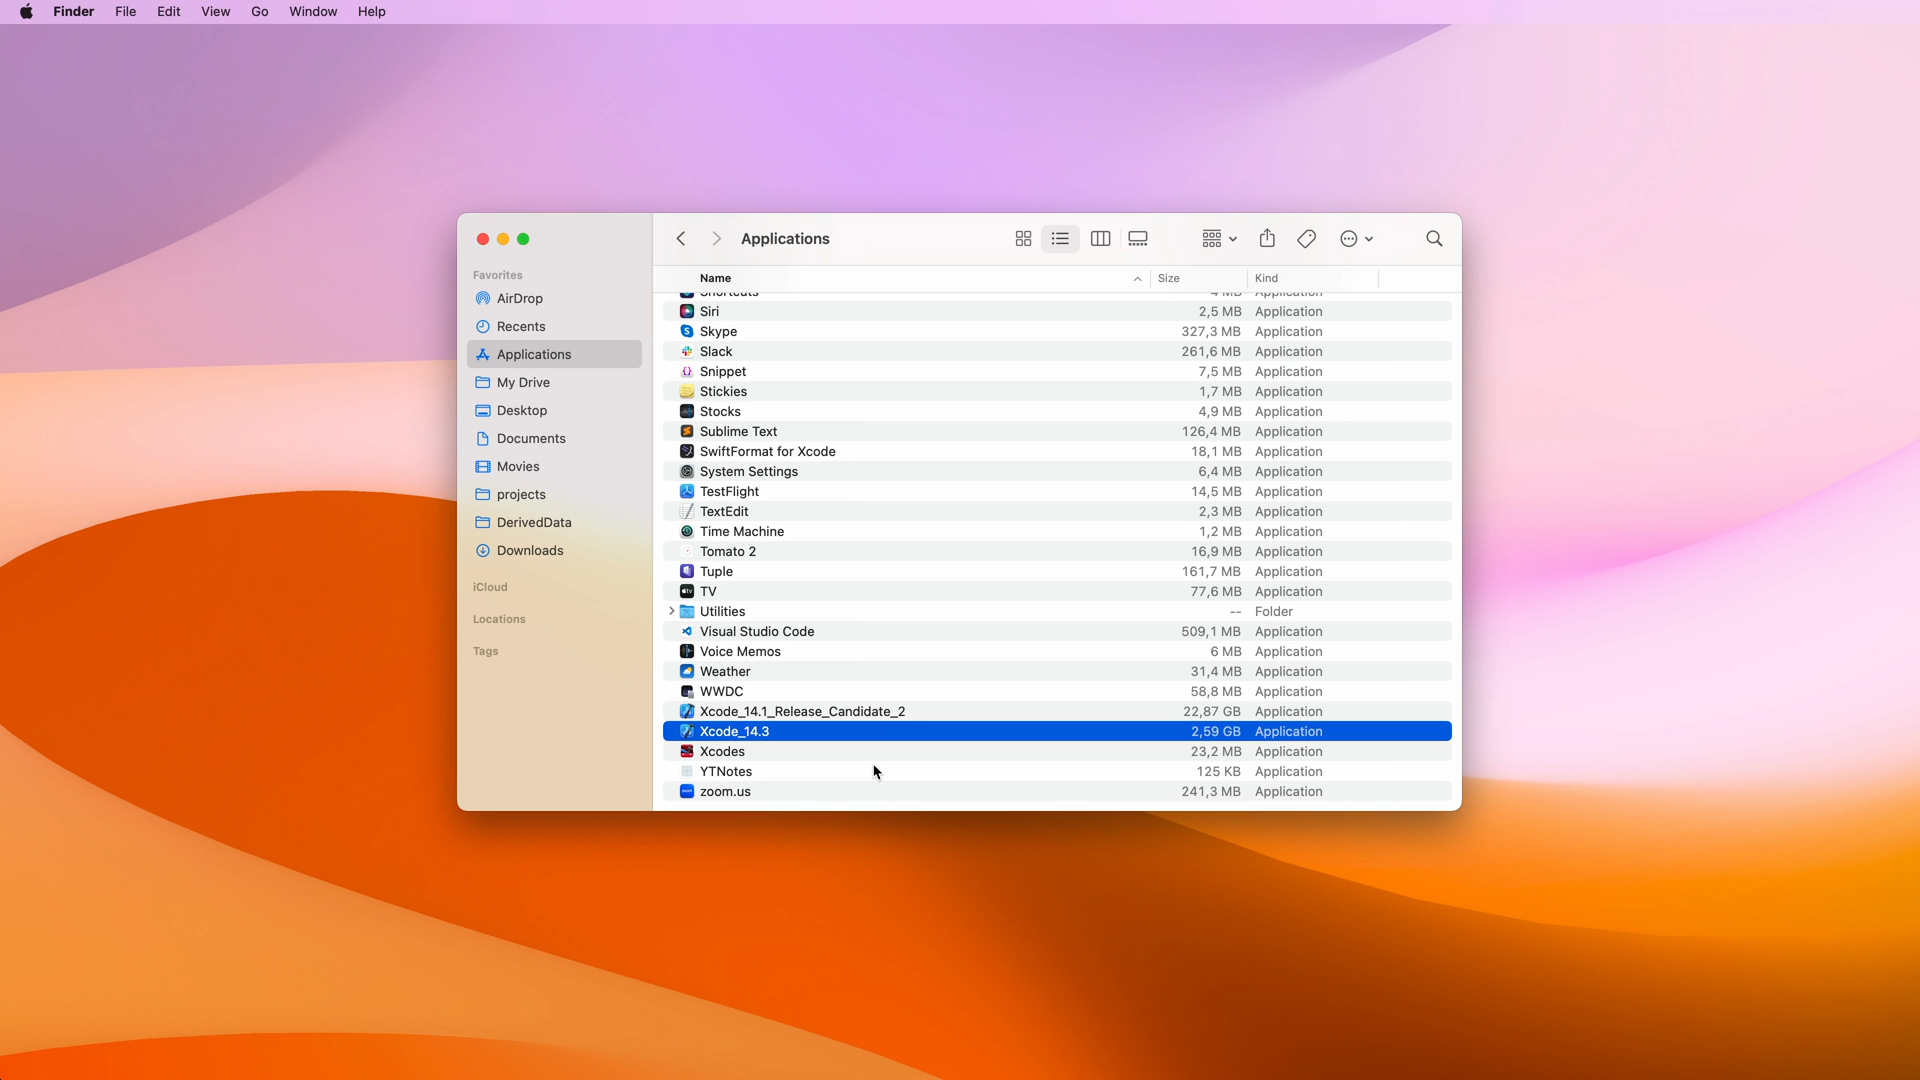 Finder File Edit View Go Window Help
Applications
Favorites
AirDrop
Recents
Applications
My Drive
Desktop
Documents
Movies
projects
DerivedData
Downloads
iCloud
Locations
Tags
Name Size Kind
Shortcuts 4 MB Application
Siri 2,5 MB Application
Skype 327,3 MB Application
Slack 261,6 MB Application
Snippet 7,5 MB Application
Stickies 1,7 MB Application
Stocks 4,9 MB Application
Sublime Text 126,4 MB Application
SwiftFormat for Xcode 18,1 MB Application
System Settings 6,4 MB Application
TestFlight 14,5 MB Application
TextEdit 2,3 MB Application
Time Machine 1,2 MB Application
Tomato 2 16,9 MB Application
Tuple 161,7 MB Application
TV 77,6 MB Application
Utilities -- Folder
Visual Studio Code 509,1 MB Application
Voice Memos 6 MB Application
Weather 31,4 MB Application
WWDC 58,8 MB Application
Xcode_14.1_Release_Candidate_2 22,87 GB Application
Xcode_14.3 2,59 GB Application
Xcodes 23,2 MB Application
YTNotes 125 KB Application
zoom.us 241,3 MB Application